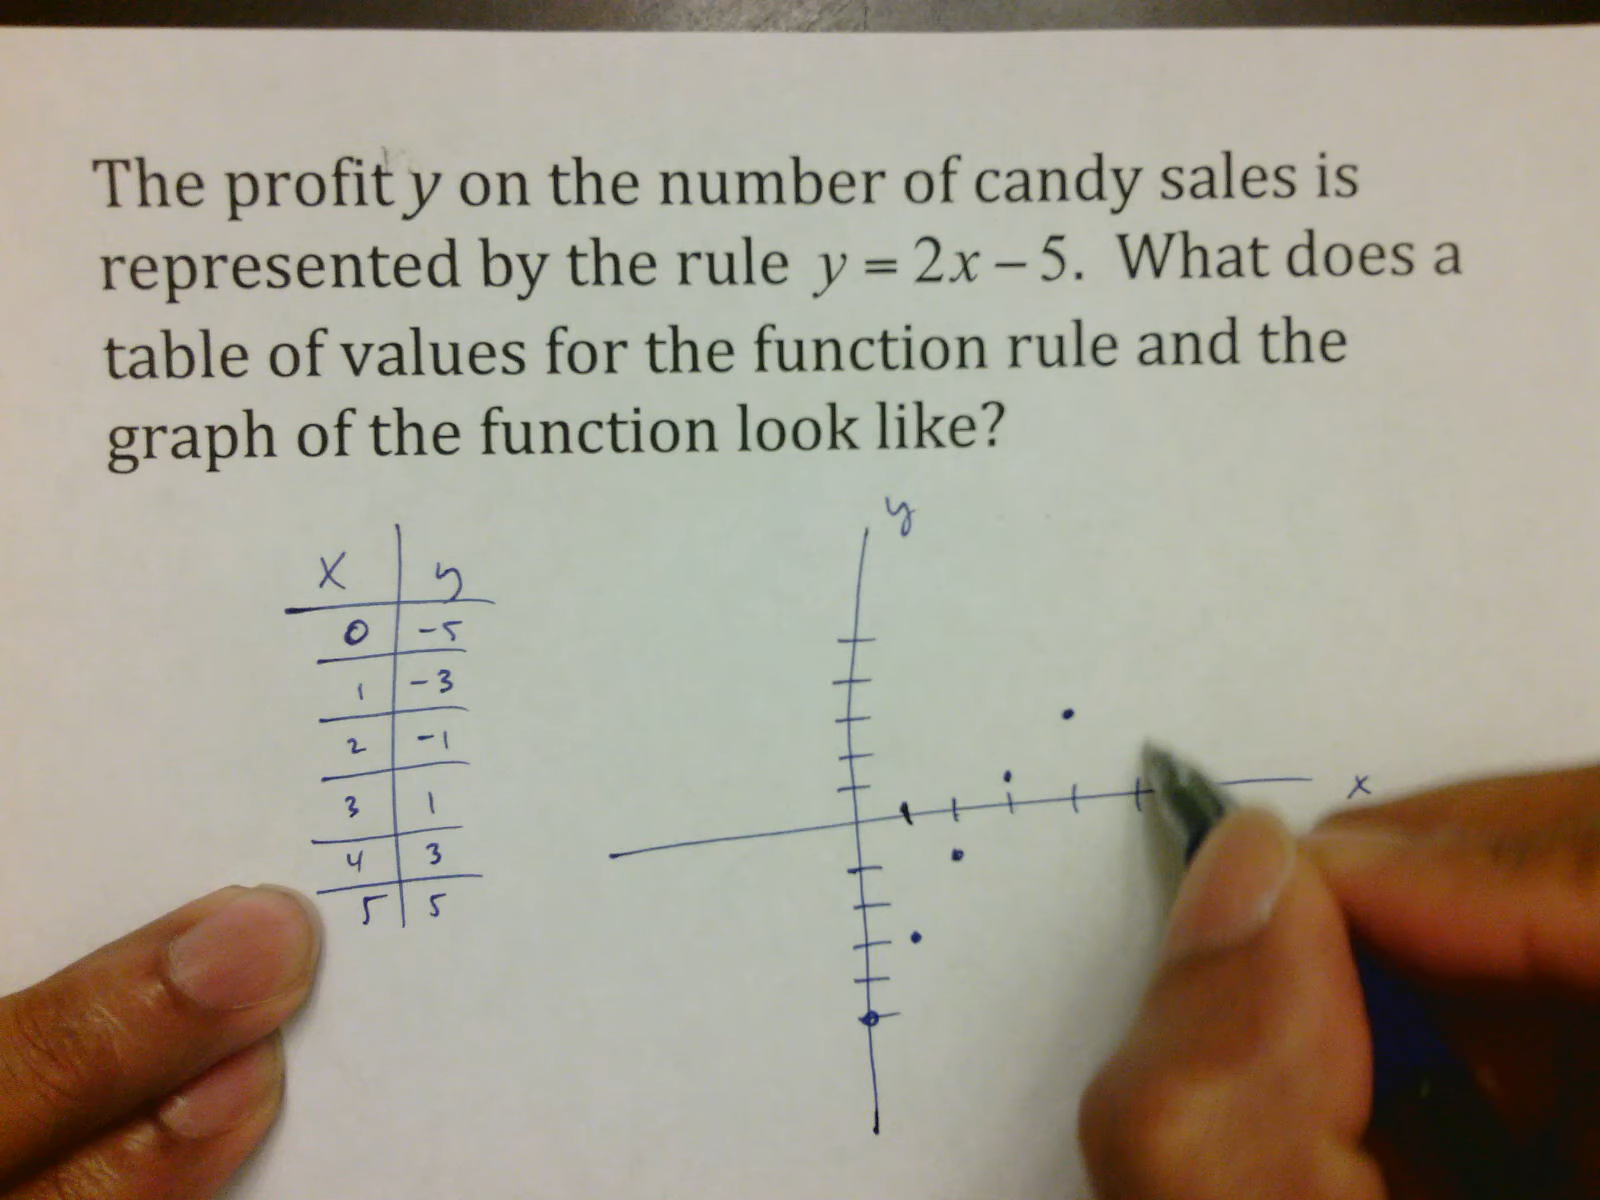 The profit y on the number of candy sales is
represented by the rule y = 2x – 5. What does a
table of values for the function rule and the
graph of the function look like?
y
x y
0 -5
1 -3
2 -1
3 1
4 3
5 5
x